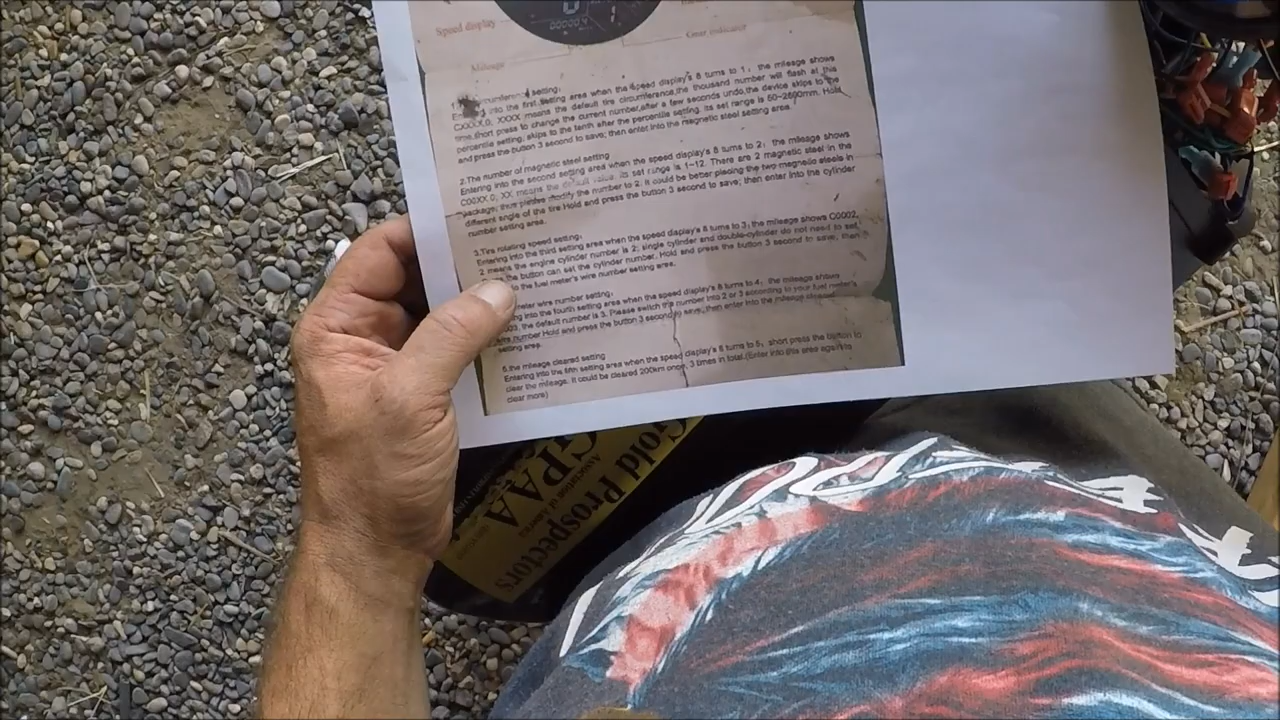 Speed display
Gear indicator
Mileage
setting:
into the first setting area when the speed display's 8 turns to 1; the mileage shows
CXXXX.0, XXXX means the default tire circumference,the thousand number will flash at this
time,short press to change the current number,after a few seconds undo,the device skips to the
percentile setting, skips to the tenth after the percentile setting, its set range is 50~2600mm. Hold
and press the button 3 second to save, then enter into the magnetic steel setting area.
2.The number of magnetic steel setting
Entering into the second setting area when the speed display's 8 turns to 2; the mileage shows
C00XX.0; XX means the default value, its set range is 1~12. There are 2 magnetic steel in the
package, thus please modify the number to 2. It could be better placing the two megnetic steels in
different angle of the tire.Hold and press the button 3 second to save; then enter into the cylinder
number setting area.
3.Tire rotating speed setting;
Entering into the third setting area when the speed display's 8 turns to 3; the mileage shows C0002,
2 means the engine cylinder number is 2; single cylinder and double-cylinder do not need to set,
the button can set the cylinder number. Hold and press the button 3 second to save, then
to the fuel meter's wire number setting area.
meter wire number setting;
into the fourth setting area when the speed display's 8 turns to 4; the mileage shows
the default number is 3. Please switch the number into 2 or 3 according to your fuel meter's
number Hold and press the button 3 second to save, then enter into the mileage cleared
setting area.
5.the mileage cleared setting
Entering into the fifth setting area when the speed display's 8 turns to 5, short press the button to
clear the mileage. It could be cleared 200km once, 3 times in total.(Enter into this area again to
clear more)
Gold Prospectors
Association of America
GPAA